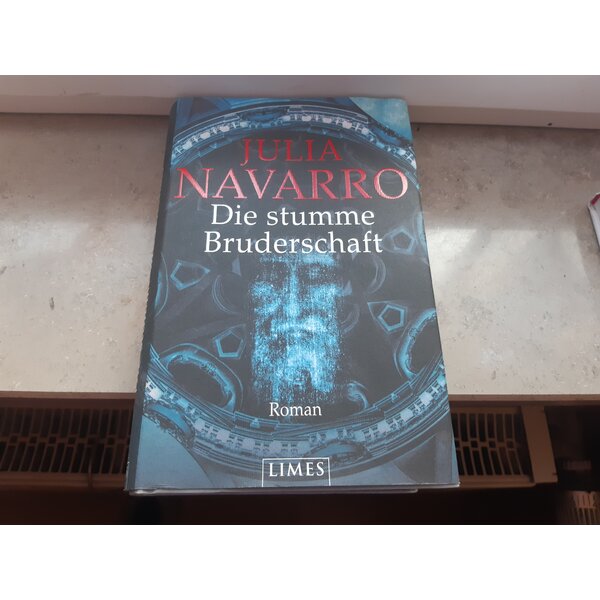 JULIA
NAVARRO
Die stumme
Bruderschaft
Roman
LIMES